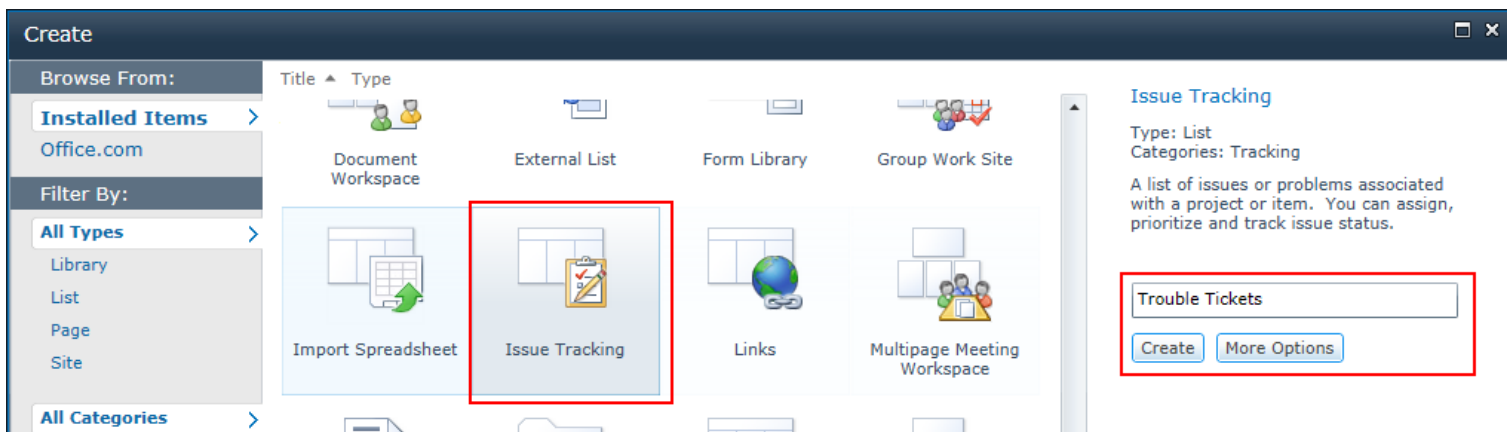 Create
Browse From:
Installed Items
Office.com
Filter By:
All Types
Library
List
Page
Site
All Categories
Title Type
Document
Workspace
External List
Form Library
Group Work Site
Import Spreadsheet
Issue Tracking
Links
Multipage Meeting
Workspace
Issue Tracking
Type: List
Categories: Tracking
A list of issues or problems associated
with a project or item. You can assign,
prioritize and track issue status.
Trouble Tickets
Create More Options